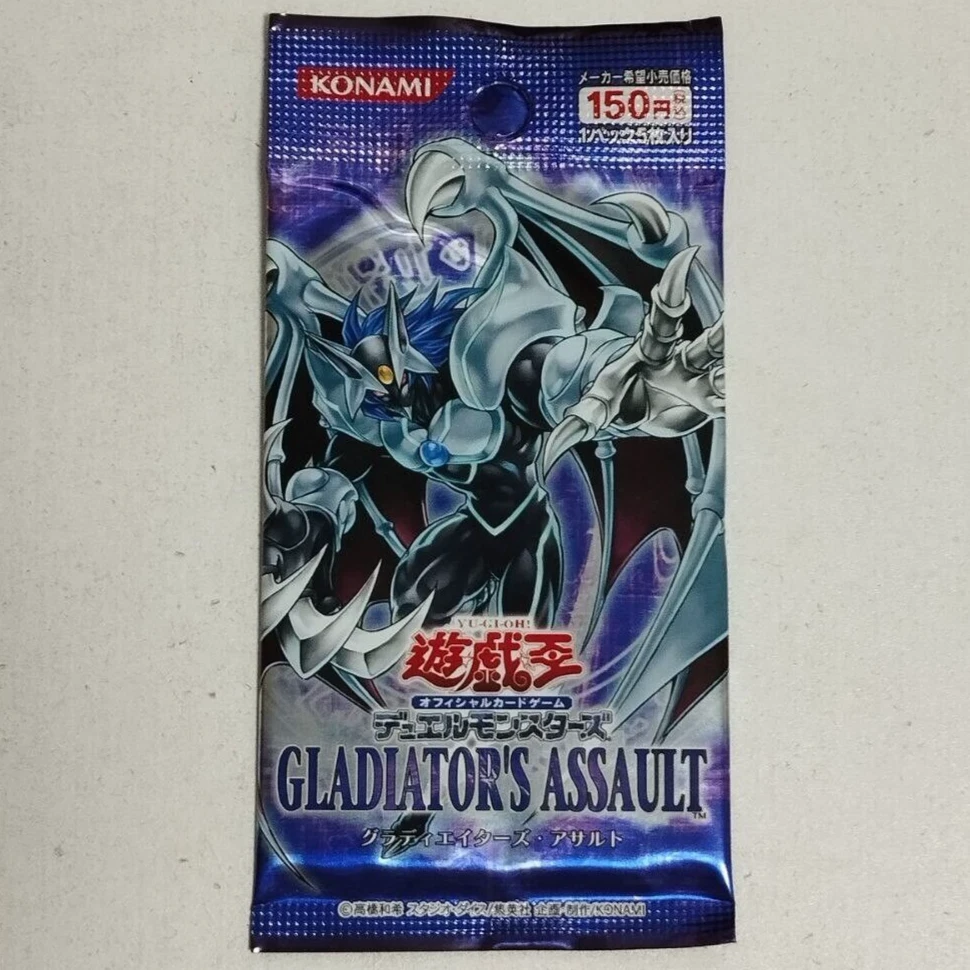 KONAMI
メーカー希望小売価格
150円税込
1パック5枚入り
YU-GI-OH!
遊戯王
オフィシャルカードゲーム
デュエルモンスターズ
GLADIATOR'S ASSAULT™
グラディエイターズ・アサルト
©高橋和希 スタジオ・ダイス/集英社 企画・制作/KONAMI